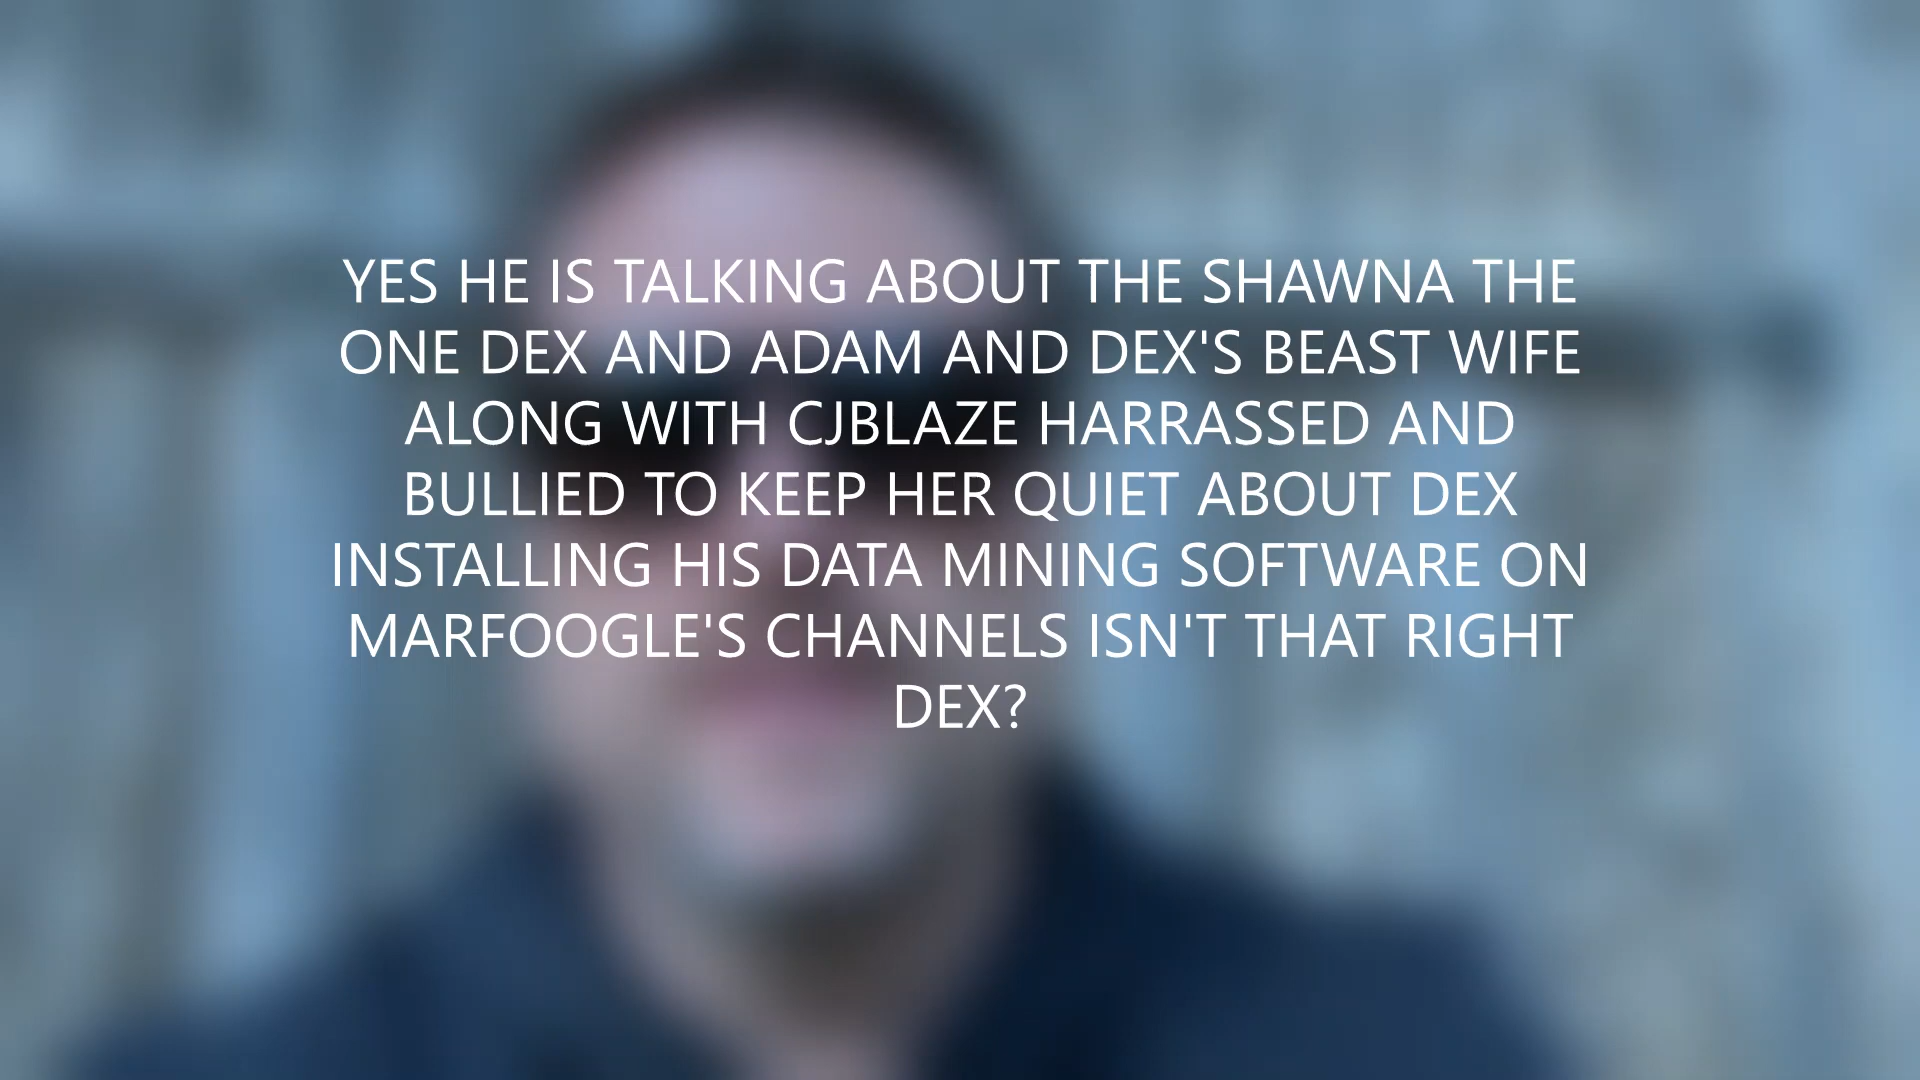 YES HE IS TALKING ABOUT THE SHAWNA THE
ONE DEX AND ADAM AND DEX'S BEAST WIFE
ALONG WITH CJBLAZE HARRASSED AND
BULLIED TO KEEP HER QUIET ABOUT DEX
INSTALLING HIS DATA MINING SOFTWARE ON
MARFOOGLE'S CHANNELS ISN'T THAT RIGHT
DEX?